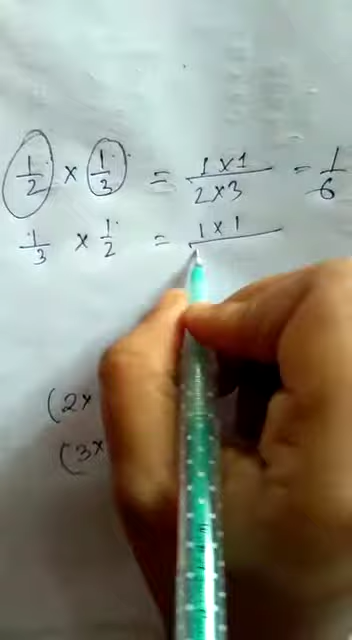 1/2 × 1/3 = 1×1/2×3 = 1/6
1/3 × 1/2 = 1×1
(2×
(3×